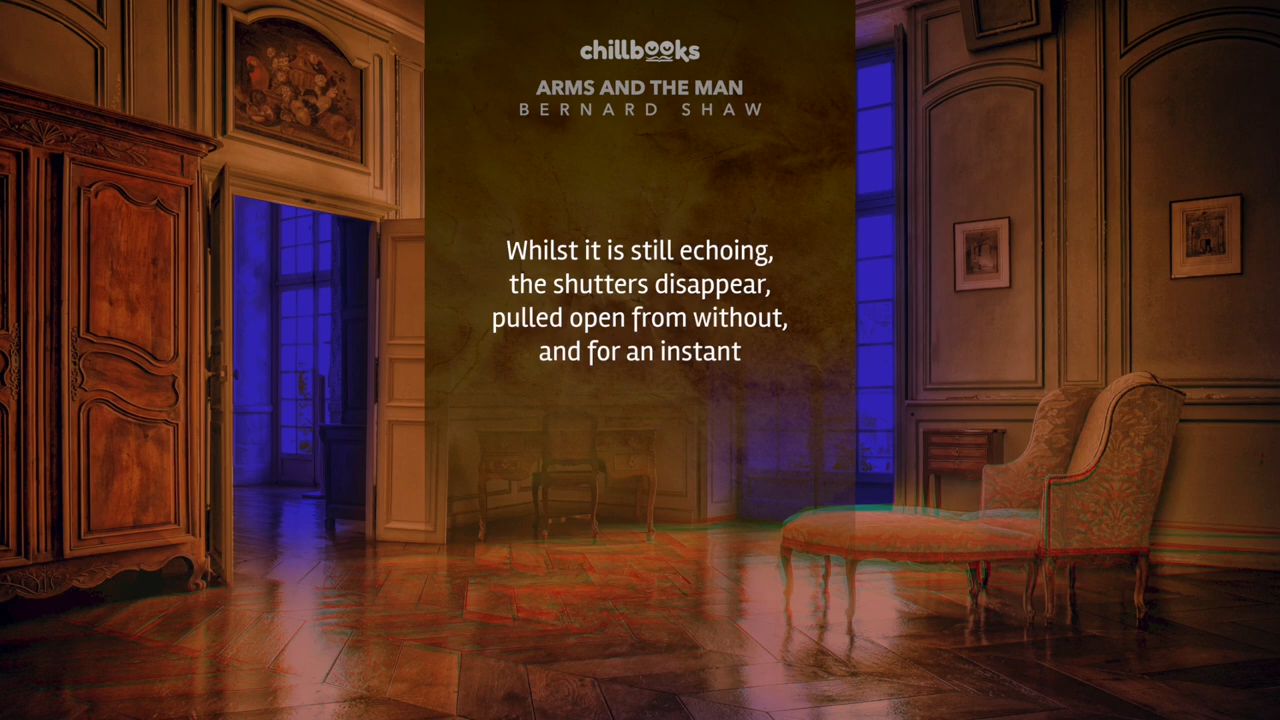 chillbooks
ARMS AND THE MAN
BERNARD SHAW
Whilst it is still echoing,
the shutters disappear,
pulled open from without,
and for an instant